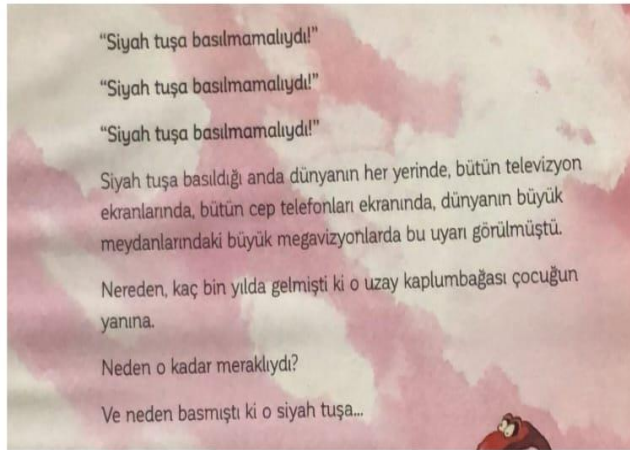 “Siyah tuşa basılmamalıydı!”
“Siyah tuşa basılmamalıydı!”
“Siyah tuşa basılmamalıydı!”
Siyah tuşa basıldığı anda dünyanın her yerinde, bütün televizyon
ekranlarında, bütün cep telefonları ekranında, dünyanın büyük
meydanlarındaki büyük megavizyonlarda bu uyarı görülmüştü.
Nereden, kaç bin yılda gelmişti ki o uzay kaplumbağası çocuğun
yanına.
Neden o kadar meraklıydı?
Ve neden basmıştı ki o siyah tuşa...